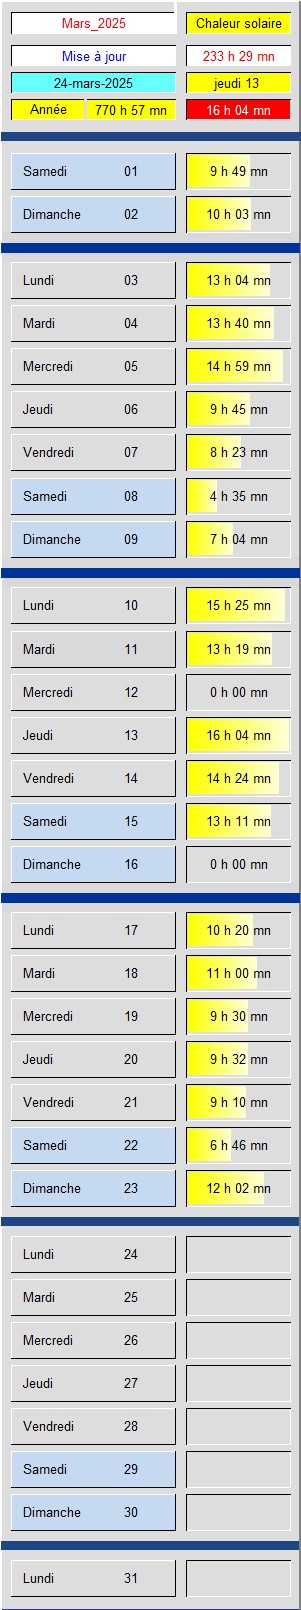 Mars_2025 Chaleur solaire
Mise à jour 233 h 29 mn
24-mars-2025 jeudi 13
Année 770 h 57 mn 16 h 04 mn
Samedi 01 9 h 49 mn
Dimanche 02 10 h 03 mn
Lundi 03 13 h 04 mn
Mardi 04 13 h 40 mn
Mercredi 05 14 h 59 mn
Jeudi 06 9 h 45 mn
Vendredi 07 8 h 23 mn
Samedi 08 4 h 35 mn
Dimanche 09 7 h 04 mn
Lundi 10 15 h 25 mn
Mardi 11 13 h 19 mn
Mercredi 12 0 h 00 mn
Jeudi 13 16 h 04 mn
Vendredi 14 14 h 24 mn
Samedi 15 13 h 11 mn
Dimanche 16 0 h 00 mn
Lundi 17 10 h 20 mn
Mardi 18 11 h 00 mn
Mercredi 19 9 h 30 mn
Jeudi 20 9 h 32 mn
Vendredi 21 9 h 10 mn
Samedi 22 6 h 46 mn
Dimanche 23 12 h 02 mn
Lundi 24
Mardi 25
Mercredi 26
Jeudi 27
Vendredi 28
Samedi 29
Dimanche 30
Lundi 31